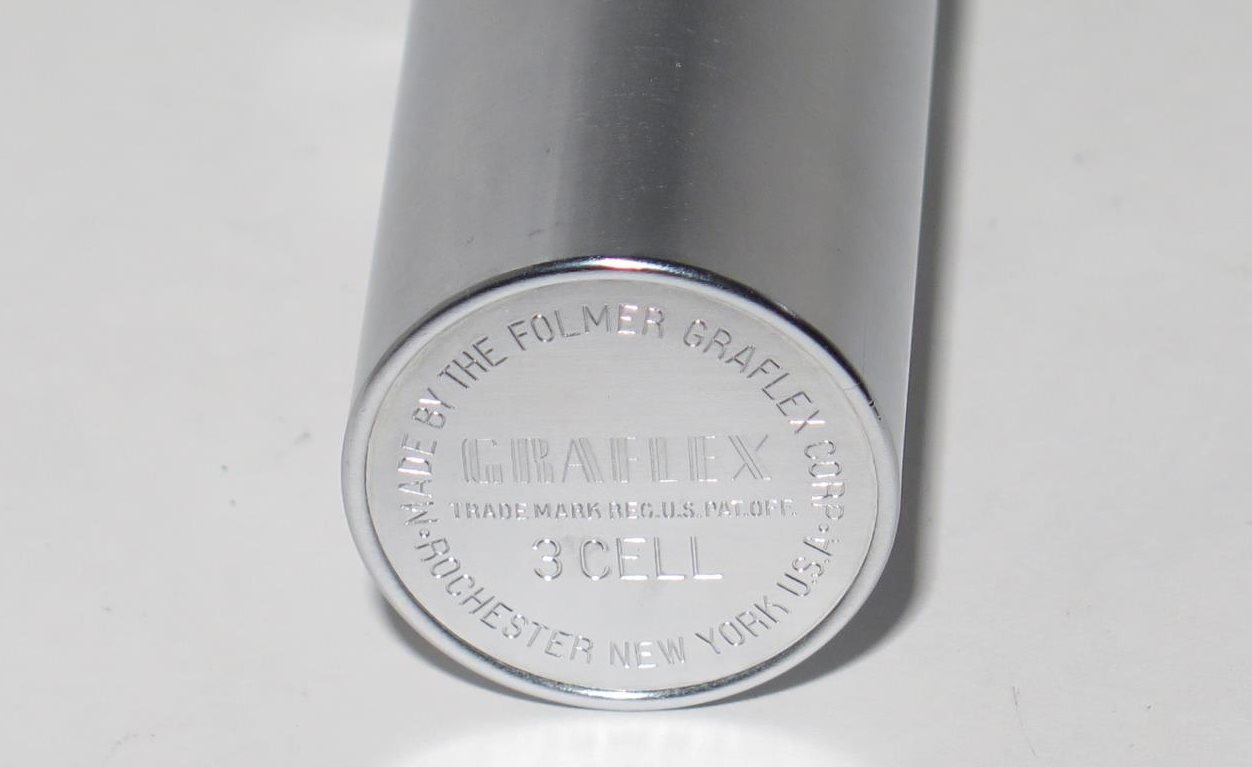 MADE BY THE FOLMER GRAFLEX CORP.
GRAFLEX
TRADE MARK REG. U.S. PAT. OFF.
3 CELL
ROCHESTER NEW YORK U.S.A.